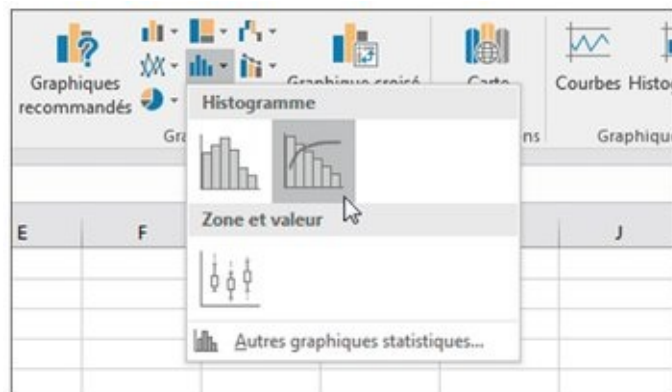 Graphiques
recommandés
Graphique croisé
Carte
Courbes
Histogramme
Zone et valeur
Autres graphiques statistiques...
E F J